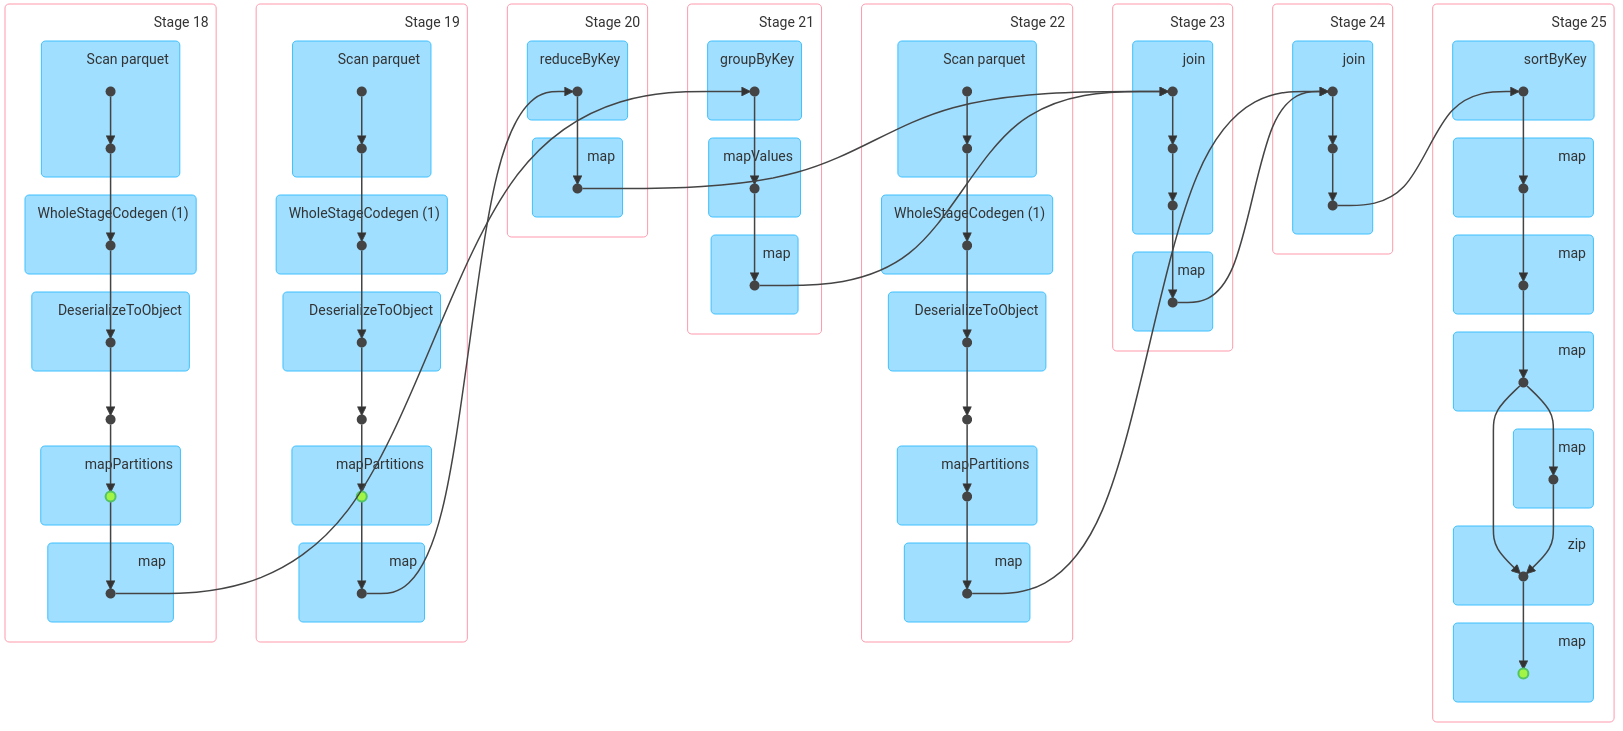 Stage 18
Scan parquet
WholeStageCodegen (1)
DeserializeToObject
mapPartitions
map
Stage 19
Scan parquet
WholeStageCodegen (1)
DeserializeToObject
mapPartitions
map
Stage 20
reduceByKey
map
Stage 21
groupByKey
mapValues
map
Stage 22
Scan parquet
WholeStageCodegen (1)
DeserializeToObject
mapPartitions
map
Stage 23
join
map
Stage 24
join
Stage 25
sortByKey
map
map
map
map
zip
map